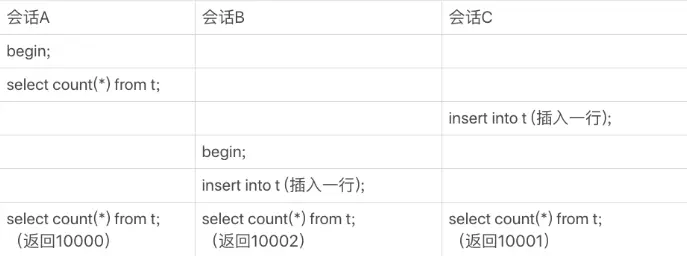 会话A 会话B 会话C
begin;
select count(*) from t;
insert into t (插入一行);
begin;
insert into t (插入一行);
select count(*) from t; select count(*) from t; select count(*) from t;
（返回10000） （返回10002） （返回10001）